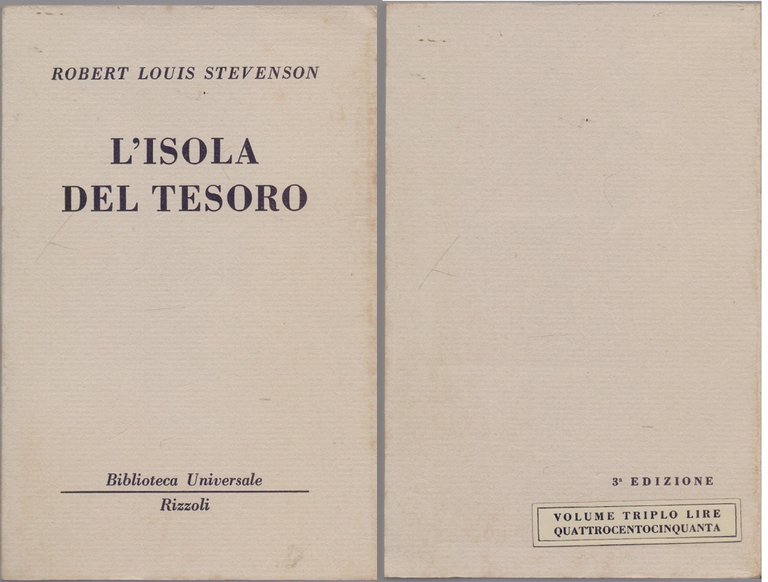 ROBERT LOUIS STEVENSON
L'ISOLA
DEL TESORO
Biblioteca Universale
Rizzoli
3ª EDIZIONE
VOLUME TRIPLO LIRE
QUATTROCENTOCINQUANTA